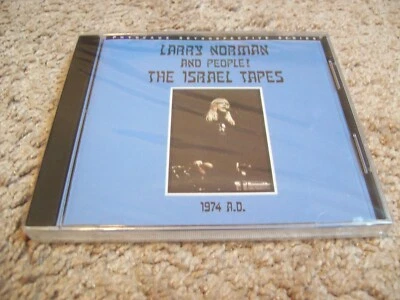 LARRY NORMAN
AND PEOPLE!
THE ISRAEL TAPES
1974 A.D.